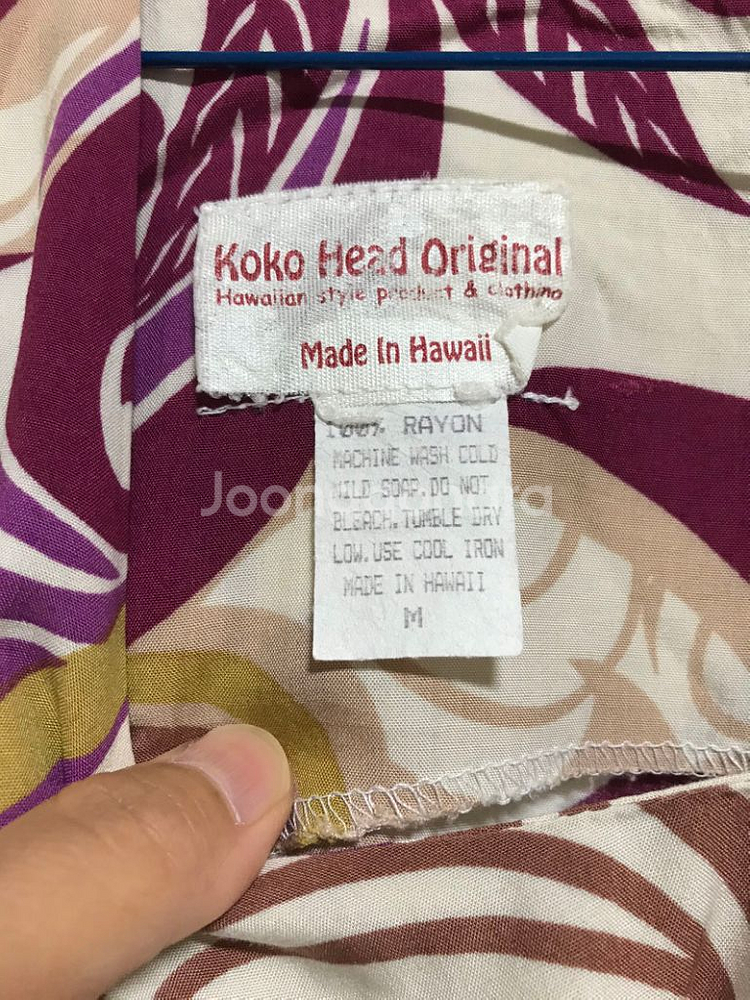 Koko Head Original
Hawaiian style product & clothing
Made In Hawaii
100% RAYON
MACHINE WASH COLD
MILD SOAP.DO NOT
BLEACH.TUMBLE DRY
LOW.USE COOL IRON
MADE IN HAWAII
M